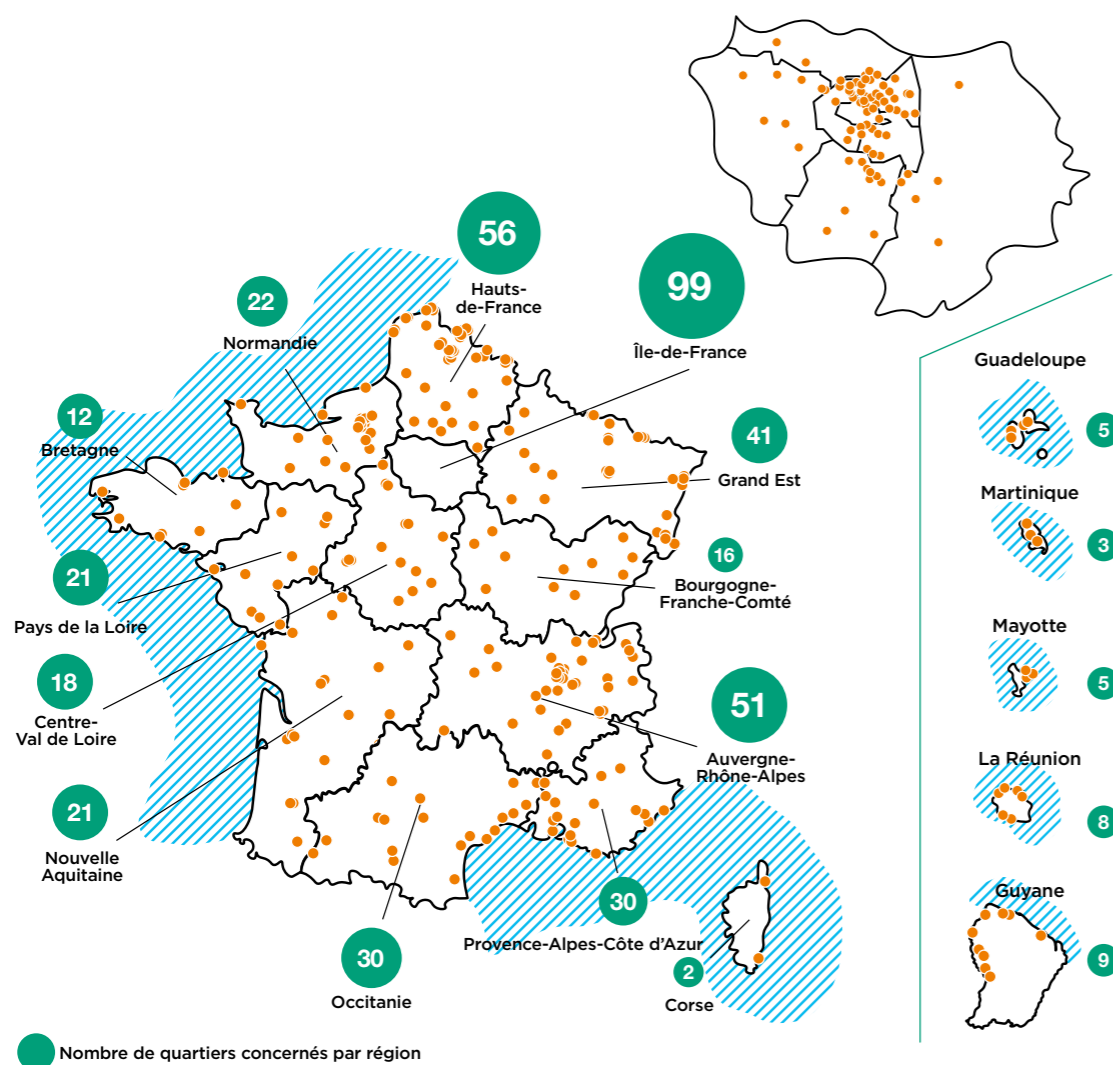 56
Hauts-
de-France
99
Île-de-France
22
Normandie
12
Bretagne
41
Grand Est
16
Bourgogne-
Franche-Comté
21
Pays de la Loire
18
Centre-
Val de Loire
51
Auvergne-
Rhône-Alpes
21
Nouvelle
Aquitaine
30
Occitanie
30
Provence-Alpes-Côte d'Azur
2
Corse
Guadeloupe
5
Martinique
3
Mayotte
5
La Réunion
8
Guyane
9
Nombre de quartiers concernés par région